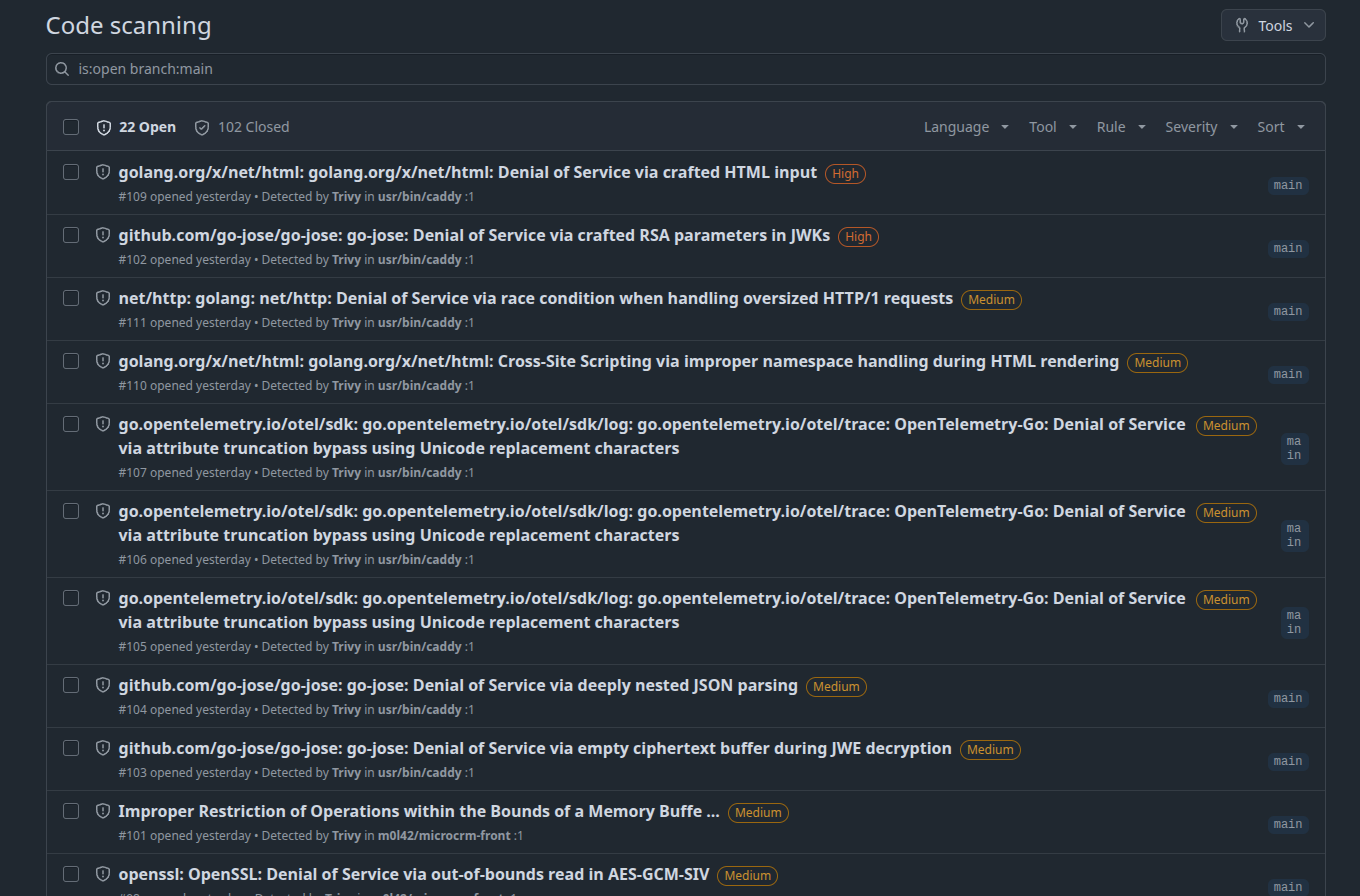 Code scanning
Tools
is:open branch:main
22 Open 102 Closed Language Tool Rule Severity Sort
golang.org/x/net/html: golang.org/x/net/html: Denial of Service via crafted HTML input High
#109 opened yesterday • Detected by Trivy in usr/bin/caddy :1
main
github.com/go-jose/go-jose: go-jose: Denial of Service via crafted RSA parameters in JWKs High
#102 opened yesterday • Detected by Trivy in usr/bin/caddy :1
main
net/http: golang: net/http: Denial of Service via race condition when handling oversized HTTP/1 requests Medium
#111 opened yesterday • Detected by Trivy in usr/bin/caddy :1
main
golang.org/x/net/html: golang.org/x/net/html: Cross-Site Scripting via improper namespace handling during HTML rendering Medium
#110 opened yesterday • Detected by Trivy in usr/bin/caddy :1
main
go.opentelemetry.io/otel/sdk: go.opentelemetry.io/otel/sdk/log: go.opentelemetry.io/otel/trace: OpenTelemetry-Go: Denial of Service Medium
via attribute truncation bypass using Unicode replacement characters
#107 opened yesterday • Detected by Trivy in usr/bin/caddy :1
ma
in
go.opentelemetry.io/otel/sdk: go.opentelemetry.io/otel/sdk/log: go.opentelemetry.io/otel/trace: OpenTelemetry-Go: Denial of Service Medium
via attribute truncation bypass using Unicode replacement characters
#106 opened yesterday • Detected by Trivy in usr/bin/caddy :1
ma
in
go.opentelemetry.io/otel/sdk: go.opentelemetry.io/otel/sdk/log: go.opentelemetry.io/otel/trace: OpenTelemetry-Go: Denial of Service Medium
via attribute truncation bypass using Unicode replacement characters
#105 opened yesterday • Detected by Trivy in usr/bin/caddy :1
ma
in
github.com/go-jose/go-jose: go-jose: Denial of Service via deeply nested JSON parsing Medium
#104 opened yesterday • Detected by Trivy in usr/bin/caddy :1
main
github.com/go-jose/go-jose: go-jose: Denial of Service via empty ciphertext buffer during JWE decryption Medium
#103 opened yesterday • Detected by Trivy in usr/bin/caddy :1
main
Improper Restriction of Operations within the Bounds of a Memory Buffe ... Medium
#101 opened yesterday • Detected by Trivy in m0l42/microcrm-front :1
main
openssl: OpenSSL: Denial of Service via out-of-bounds read in AES-GCM-SIV Medium
main